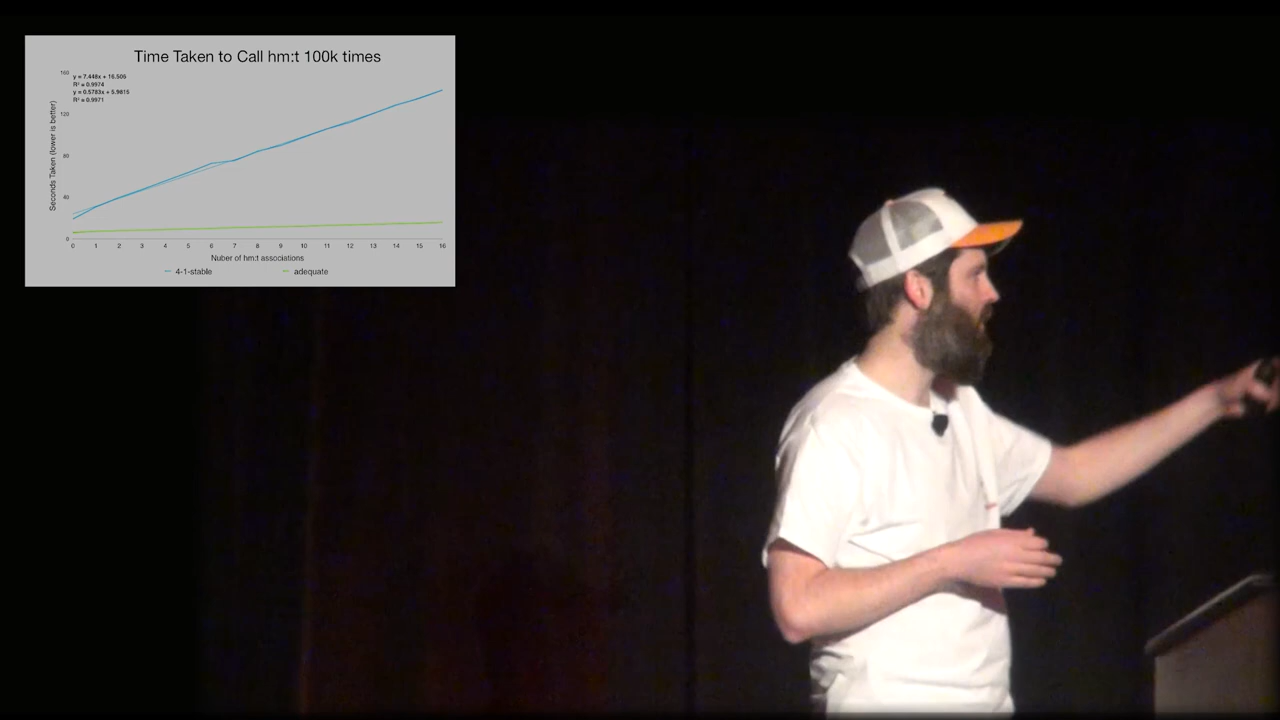 Time Taken to Call hm:t 100k times
y = 7.448x + 16.506
R² = 0.9974
y = 0.5783x + 5.9815
R² = 0.9971
Seconds Taken (lower is better)
160
120
80
40
0
0 1 2 3 4 5 6 7 8 9 10 11 12 13 14 15 16
Nuber of hm:t associations
4-1-stable adequate